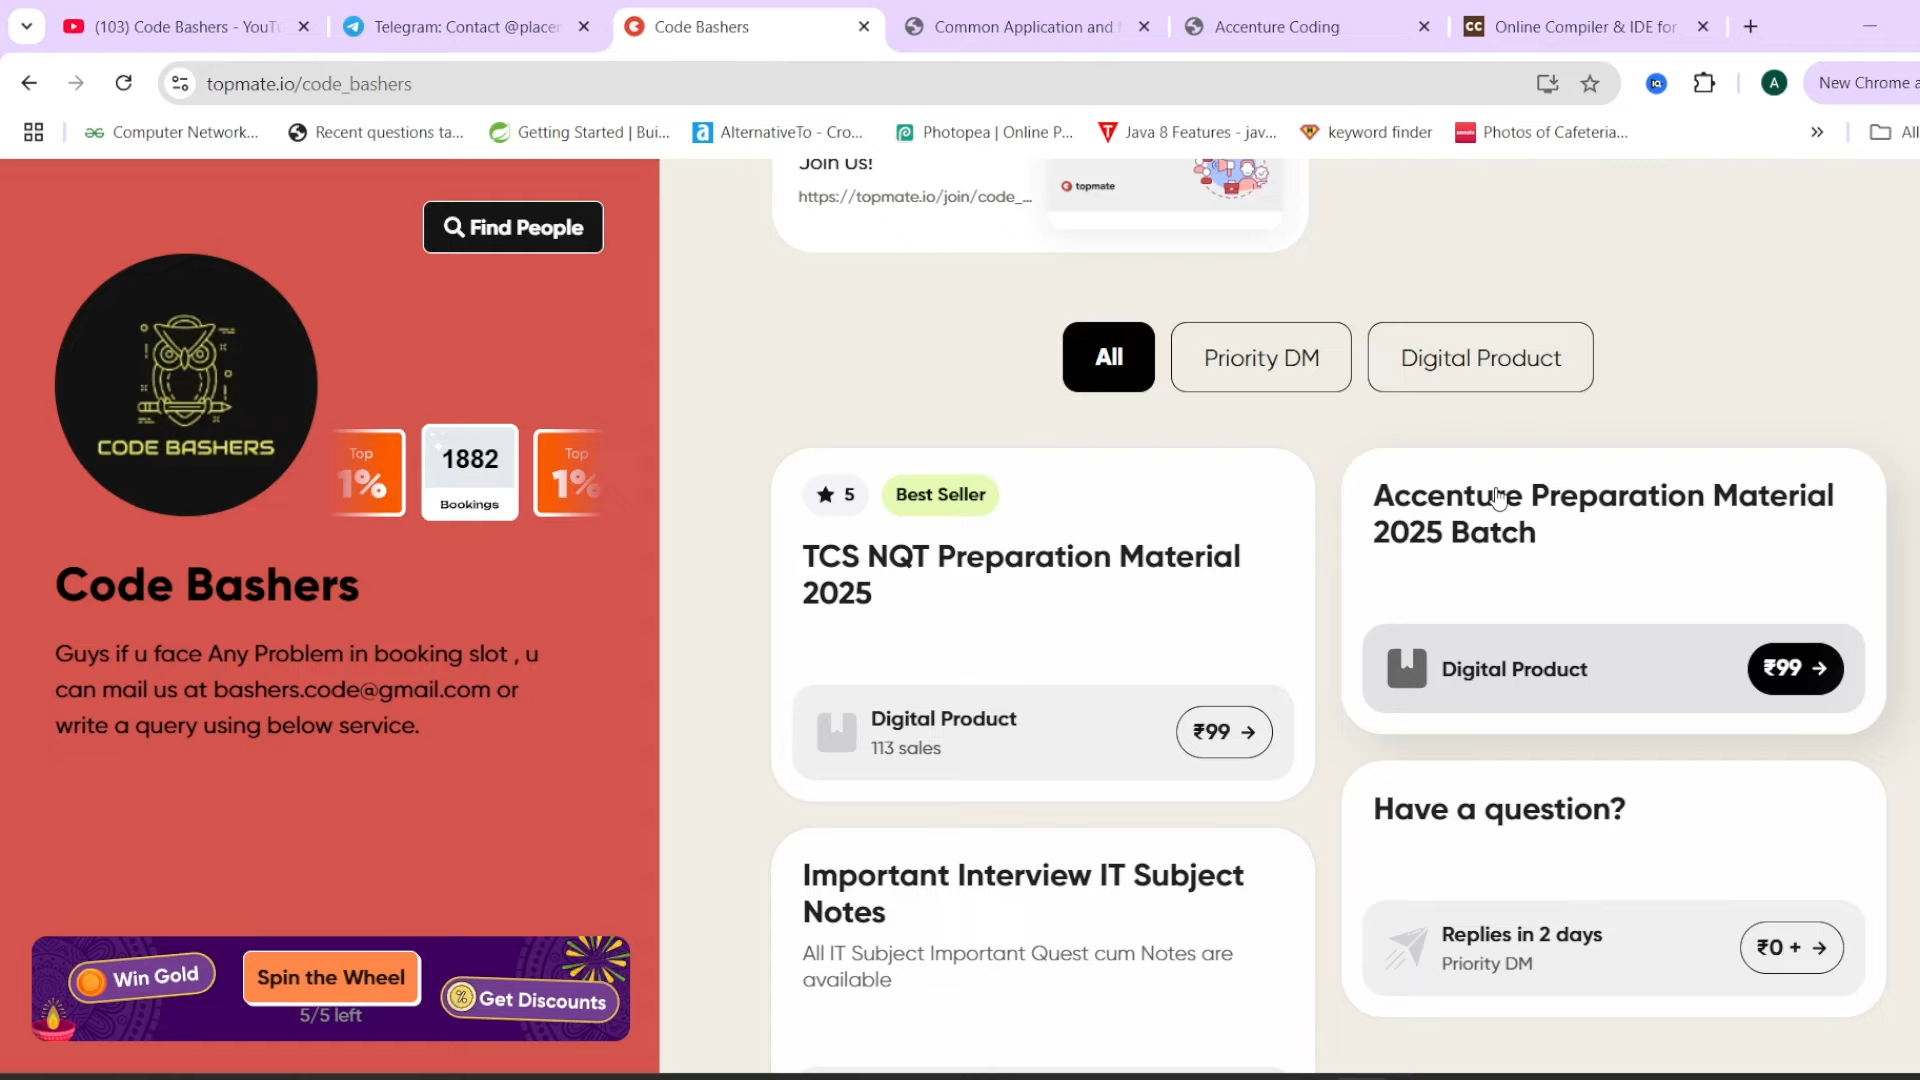 (103) Code Bashers - YouTu
Telegram: Contact @placer
Code Bashers
Common Application and
Accenture Coding
CC
Online Compiler & IDE for
topmate.io/code_bashers
A
New Chrome a
Computer Network...
Recent questions ta...
Getting Started | Bui...
AlternativeTo - Cro...
Photopea | Online P...
Java 8 Features - jav...
keyword finder
Photos of Cafeteria...
All
Find People
CODE BASHERS
Top
1%
1882
Bookings
Top
1%
Code Bashers
Guys if u face Any Problem in booking slot , u
can mail us at bashers.code@gmail.com or
write a query using below service.
Win Gold
Spin the Wheel
5/5 left
Get Discounts
Join Us!
https://topmate.io/join/code_...
topmate
All
Priority DM
Digital Product
5
Best Seller
TCS NQT Preparation Material
2025
Digital Product
113 sales
₹99 →
Accenture Preparation Material
2025 Batch
Digital Product
₹99 →
Important Interview IT Subject
Notes
All IT Subject Important Quest cum Notes are
available
Have a question?
Replies in 2 days
Priority DM
₹0 + →